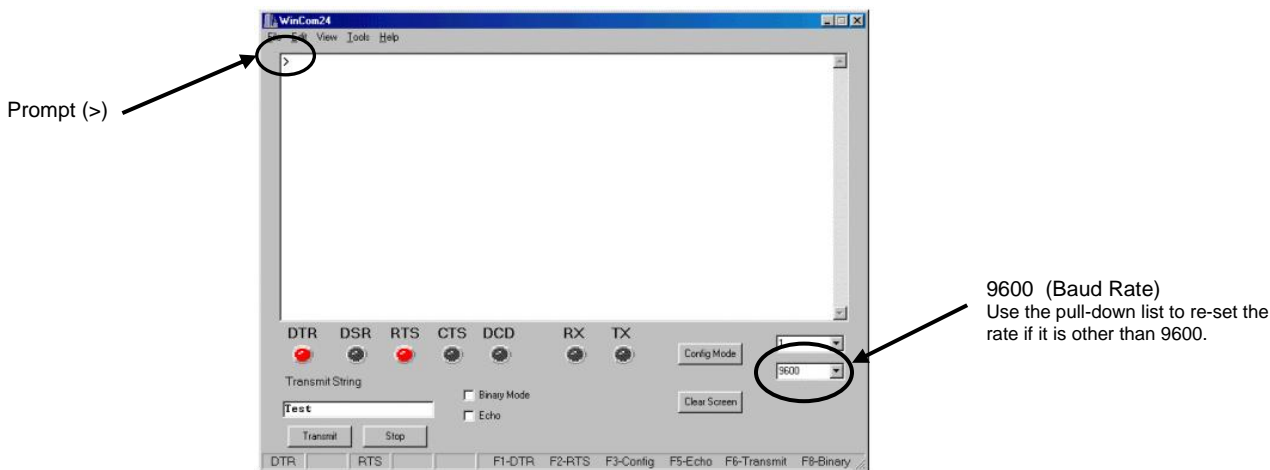 WinCom24
File Edit View Tools Help
>
Prompt (>)
9600 (Baud Rate)
Use the pull-down list to re-set the
rate if it is other than 9600.
DTR DSR RTS CTS DCD RX TX
1
Config Mode
9600
Transmit String
Binary Mode
Test
Echo
Clear Screen
Transmit Stop
DTR RTS F1-DTR F2-RTS F3-Config F5-Echo F6-Transmit F8-Binary